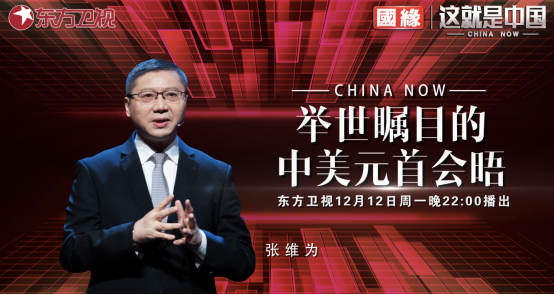 东方卫视
國緣
这就是中国
CHINA NOW
CHINA NOW
举世瞩目的
中美元首会晤
东方卫视12月12日周一晚22:00播出
张维为